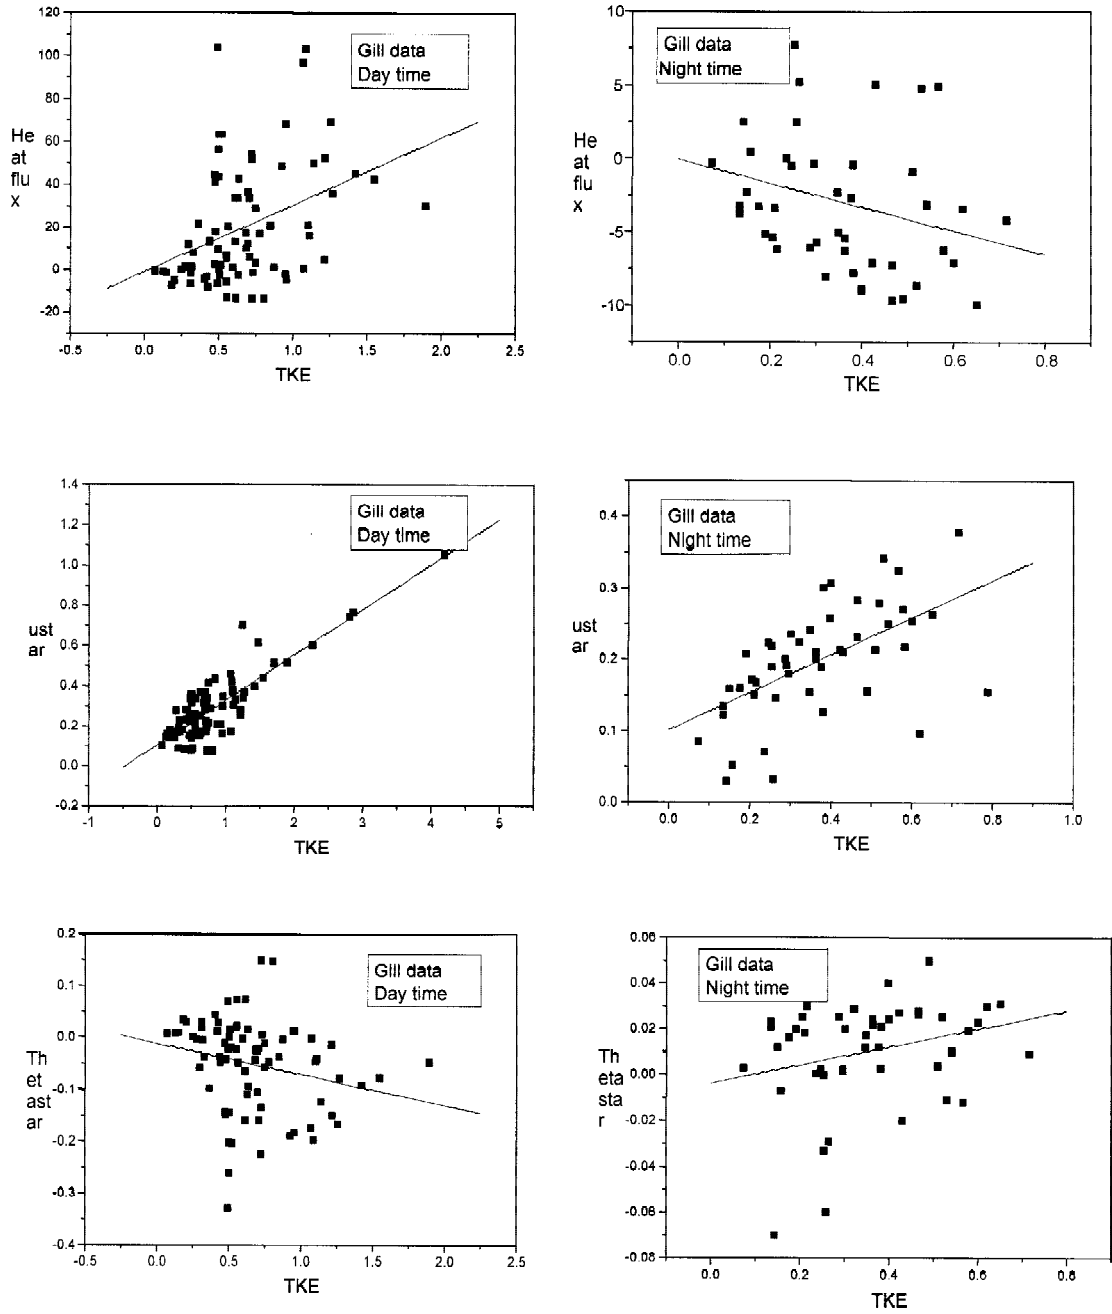 120
100
80
60
40
20
0
-20
-0.5 0.0 0.5 1.0 1.5 2.0 2.5
He
at
flu
x
Gill data
Day time
TKE
10
5
0
-5
-10
0.0 0.2 0.4 0.6 0.8
He
at
flu
x
Gill data
Night time
TKE
1.4
1.2
1.0
0.8
0.6
0.4
0.2
0.0
-0.2
-1 0 1 2 3 4 5
ust
ar
Gill data
Day time
TKE
0.4
0.3
0.2
0.1
0.0
0.0 0.2 0.4 0.6 0.8 1.0
ust
ar
Gill data
Night time
TKE
0.2
0.1
0.0
-0.1
-0.2
-0.3
-0.4
-0.5 0.0 0.5 1.0 1.5 2.0 2.5
Th
et
ast
ar
Gill data
Day time
TKE
0.06
0.04
0.02
0.00
-0.02
-0.04
-0.06
-0.08
0.0 0.2 0.4 0.6 0.8
Th
eta
sta
r
Gill data
Night time
TKE